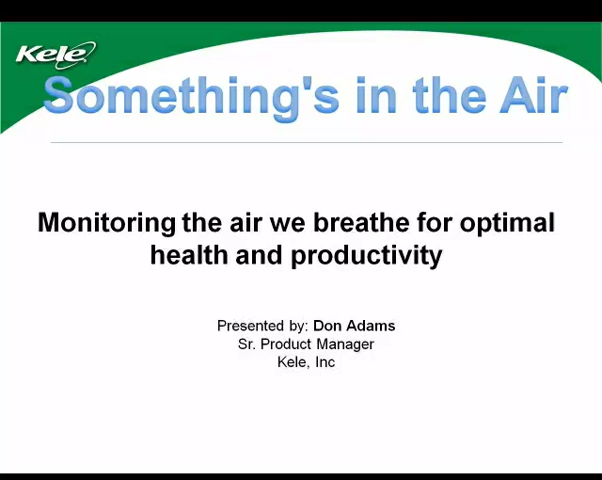 Kele
Something's in the Air
Monitoring the air we breathe for optimal
health and productivity
Presented by: Don Adams
Sr. Product Manager
Kele, Inc